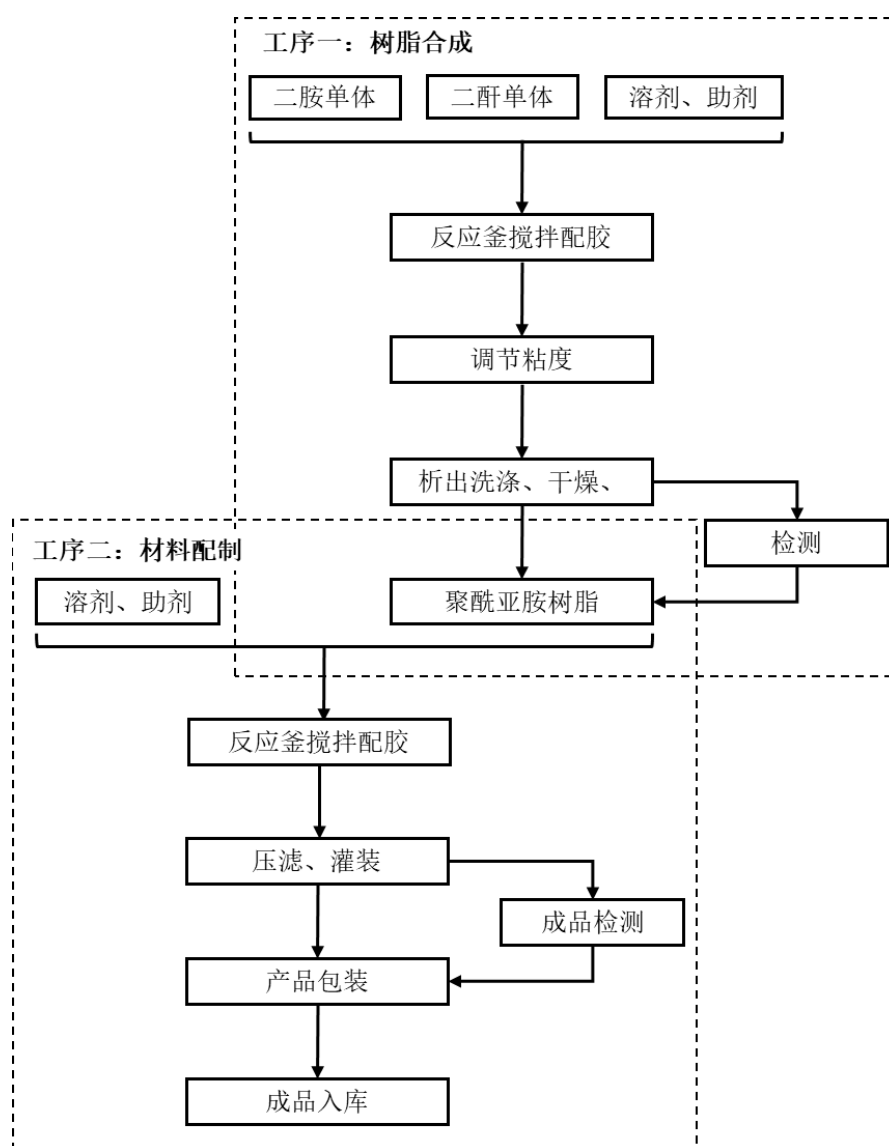 工序一：树脂合成
二胺单体
二酐单体
溶剂、助剂
反应釜搅拌配胶
调节粘度
析出洗涤、干燥、
检测
工序二：材料配制
溶剂、助剂
聚酰亚胺树脂
反应釜搅拌配胶
压滤、灌装
成品检测
产品包装
成品入库